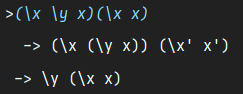 >(\x \y x)(\x x)
-> (\x (\y x)) (\x' x')
-> \y (\x x)